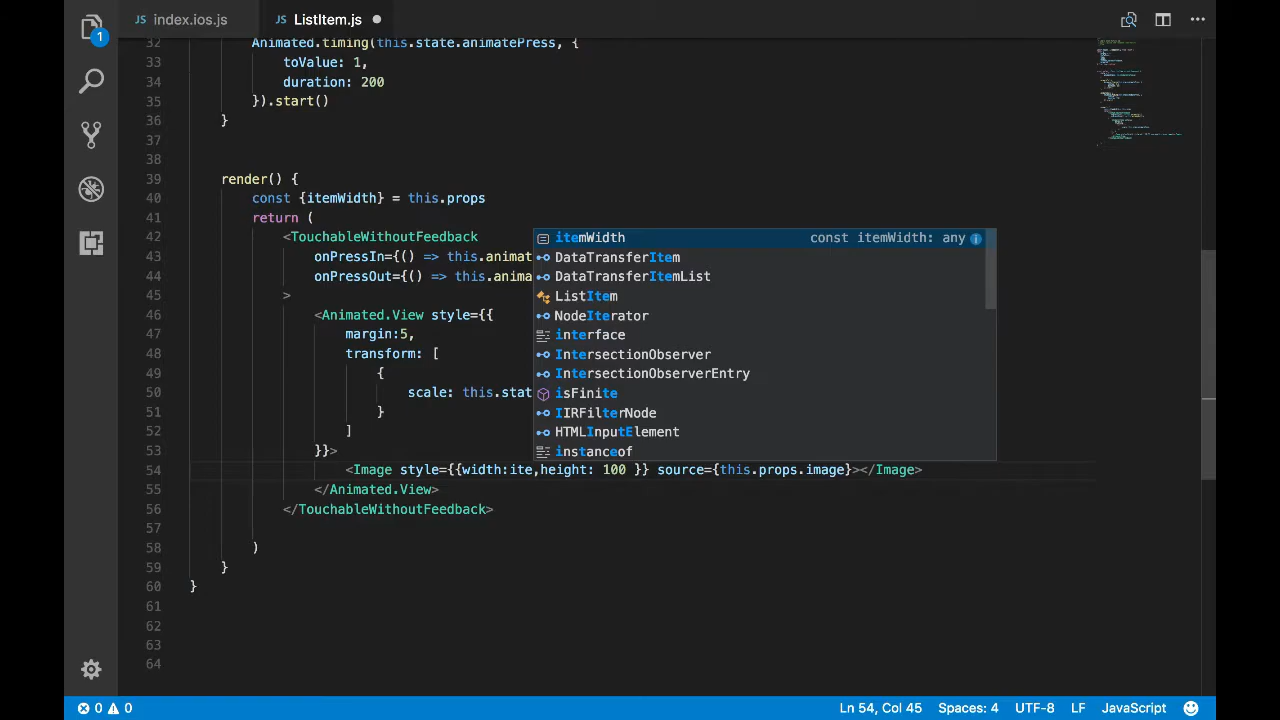 JS index.ios.js JS ListItem.js
1
32 Animated.timing(this.state.animatePress, {
33 toValue: 1,
34 duration: 200
35 }).start()
36 }
37
38
39 render() {
40 const {itemWidth} = this.props
41 return (
42 <TouchableWithoutFeedback
43 onPressIn={() => this.animat
44 onPressOut={() => this.anima
45 >
46 <Animated.View style={{
47 margin:5,
48 transform: [
49 {
50 scale: this.stat
51 }
52 ]
53 }}>
54 <Image style={{width:ite,height: 100 }} source={this.props.image}></Image>
55 </Animated.View>
56 </TouchableWithoutFeedback>
57
58 )
59 }
60 }
61
62
63
64
itemWidth const itemWidth: any
DataTransferItem
DataTransferItemList
ListItem
NodeIterator
interface
IntersectionObserver
IntersectionObserverEntry
isFinite
IIRFilterNode
HTMLInputElement
instanceof
0 0 Ln 54, Col 45 Spaces: 4 UTF-8 LF JavaScript